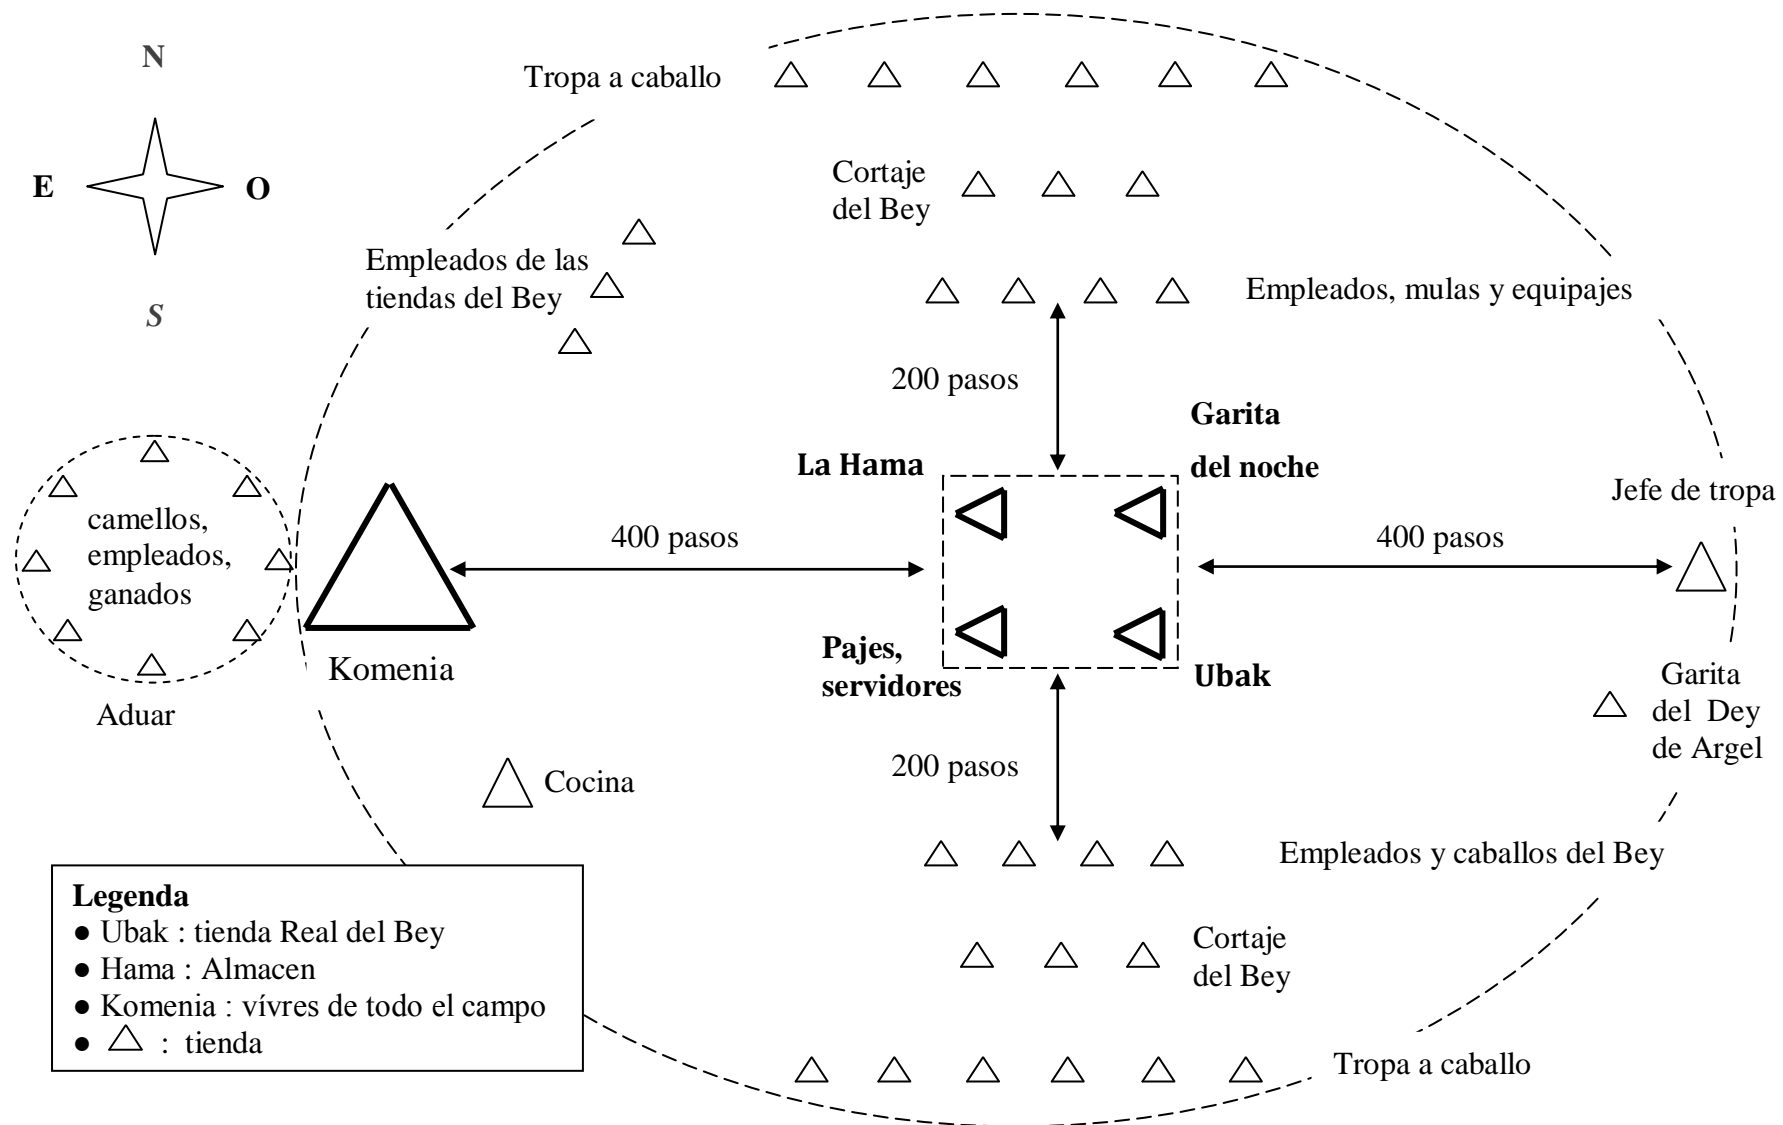 N
E
O
S
Tropa a caballo
Cortaje
del Bey
Empleados de las
tiendas del Bey
Empleados, mulas y equipajes
200 pasos
Garita
del noche
La Hama
Jefe de tropa
camellos,
empleados,
ganados
400 pasos
400 pasos
Komenia
Pajes,
servidores
Ubak
Garita
del Dey
de Argel
Aduar
Cocina
200 pasos
Empleados y caballos del Bey
Cortaje
del Bey
Tropa a caballo
Legenda
● Ubak : tienda Real del Bey
● Hama : Almacen
● Komenia : vívres de todo el campo
● : tienda